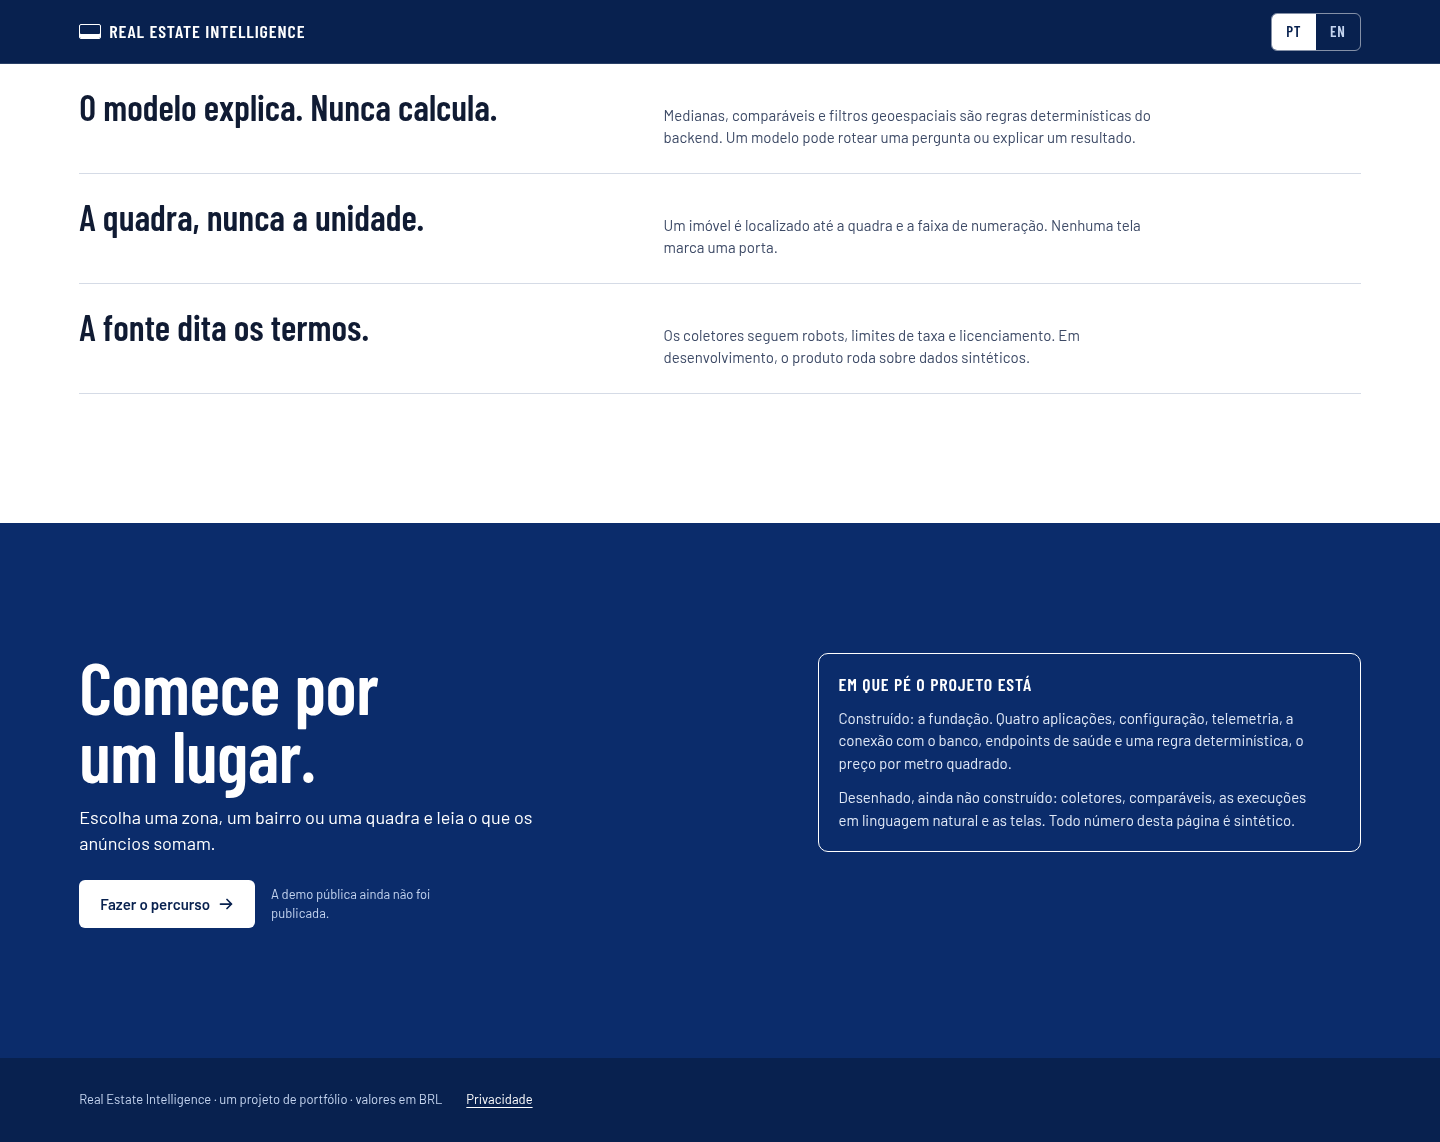 REAL ESTATE INTELLIGENCE
PT EN
O modelo explica. Nunca calcula.
Medianas, comparáveis e filtros geoespaciais são regras determinísticas do
backend. Um modelo pode rotear uma pergunta ou explicar um resultado.
A quadra, nunca a unidade.
Um imóvel é localizado até a quadra e a faixa de numeração. Nenhuma tela
marca uma porta.
A fonte dita os termos.
Os coletores seguem robots, limites de taxa e licenciamento. Em
desenvolvimento, o produto roda sobre dados sintéticos.
Comece por
um lugar.
Escolha uma zona, um bairro ou uma quadra e leia o que os
anúncios somam.
Fazer o percurso →
A demo pública ainda não foi
publicada.
EM QUE PÉ O PROJETO ESTÁ
Construído: a fundação. Quatro aplicações, configuração, telemetria, a
conexão com o banco, endpoints de saúde e uma regra determinística, o
preço por metro quadrado.
Desenhado, ainda não construído: coletores, comparáveis, as execuções
em linguagem natural e as telas. Todo número desta página é sintético.
Real Estate Intelligence · um projeto de portfólio · valores em BRL
Privacidade